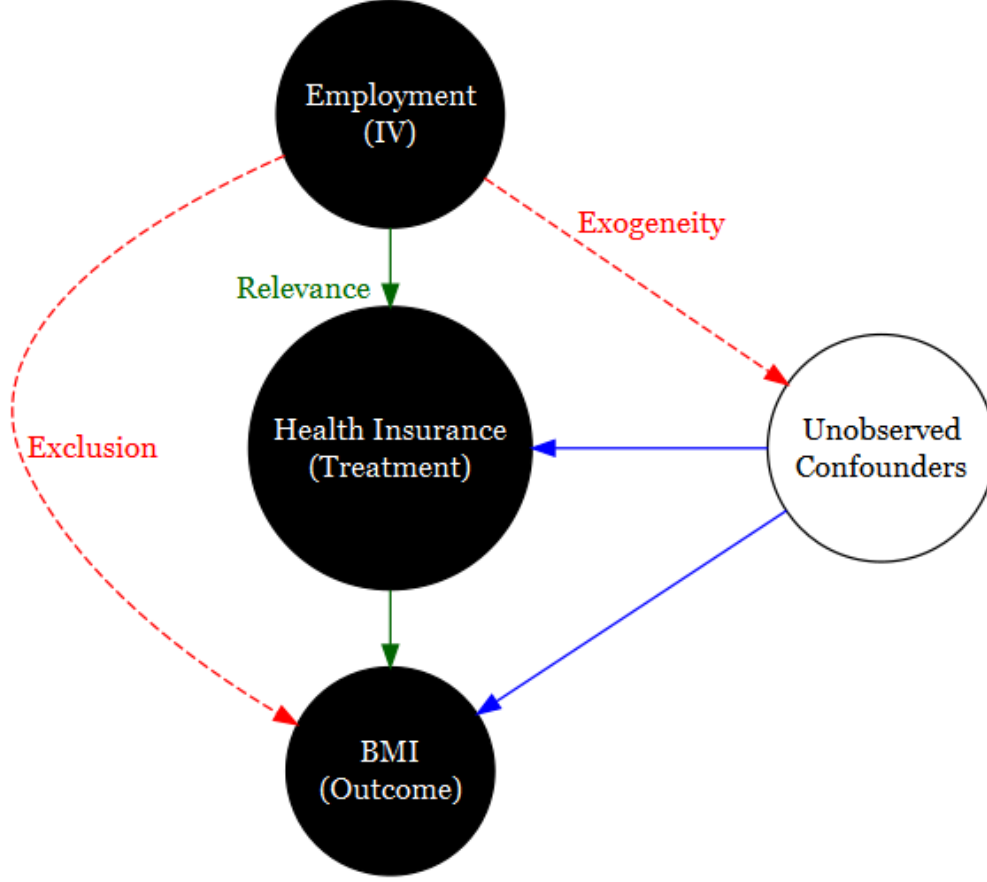 Employment
(IV)
Exogeneity
Relevance
Health Insurance
(Treatment)
Unobserved
Confounders
Exclusion
BMI
(Outcome)